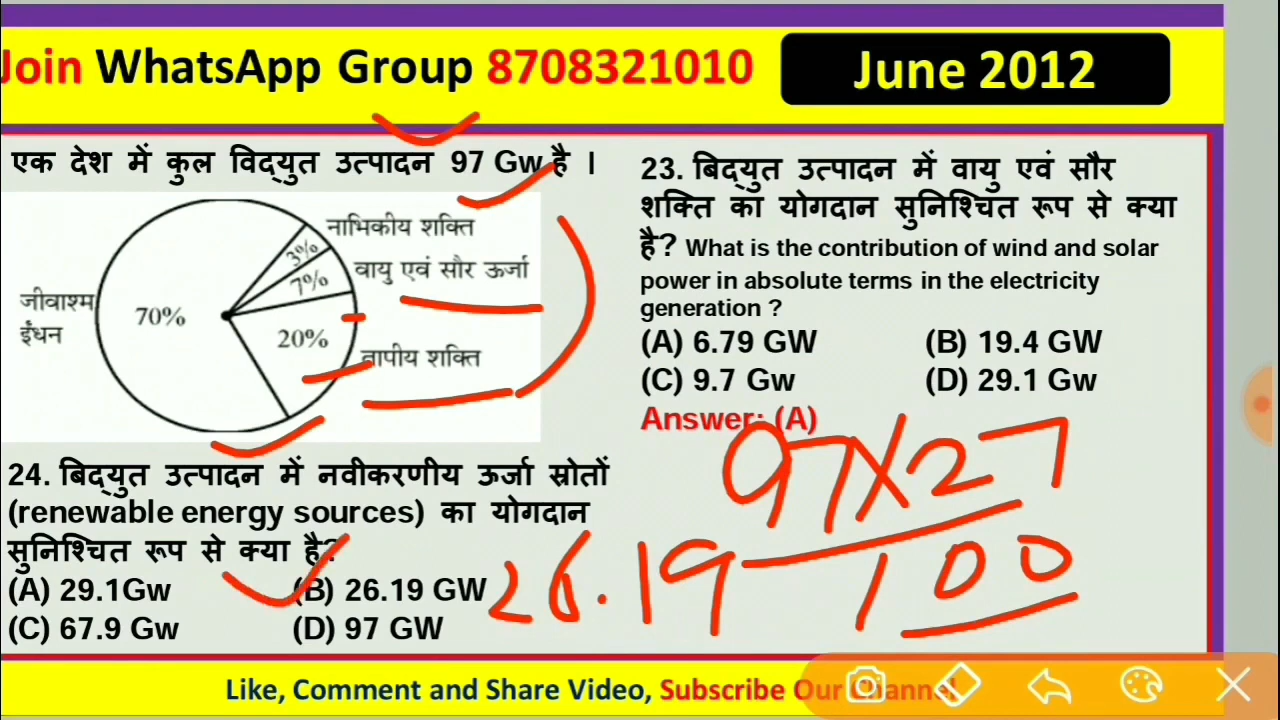 Join WhatsApp Group 8708321010
June 2012
एक देश में कुल विद्युत उत्पादन 97 Gw है ।
नाभिकीय शक्ति
3%
वायु एवं सौर ऊर्जा
7%
जीवाश्म
ईंधन
70%
20%
तापीय शक्ति
23. बिद्युत उत्पादन में वायु एवं सौर
शक्ति का योगदान सुनिश्चित रूप से क्या
है? What is the contribution of wind and solar
power in absolute terms in the electricity
generation ?
(A) 6.79 GW (B) 19.4 GW
(C) 9.7 Gw (D) 29.1 Gw
Answer: (A)
97X27
100
26.19
24. बिद्युत उत्पादन में नवीकरणीय ऊर्जा स्रोतों
(renewable energy sources) का योगदान
सुनिश्चित रूप से क्या है?
(A) 29.1Gw (B) 26.19 GW
(C) 67.9 Gw (D) 97 GW
Like, Comment and Share Video, Subscribe Our Channel